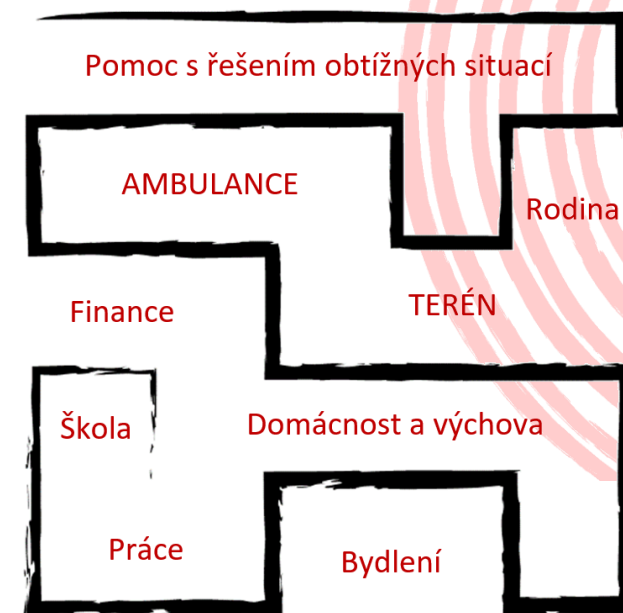 Pomoc s řešením obtížných situací
AMBULANCE
Rodina
Finance
TERÉN
Škola
Domácnost a výchova
Práce
Bydlení